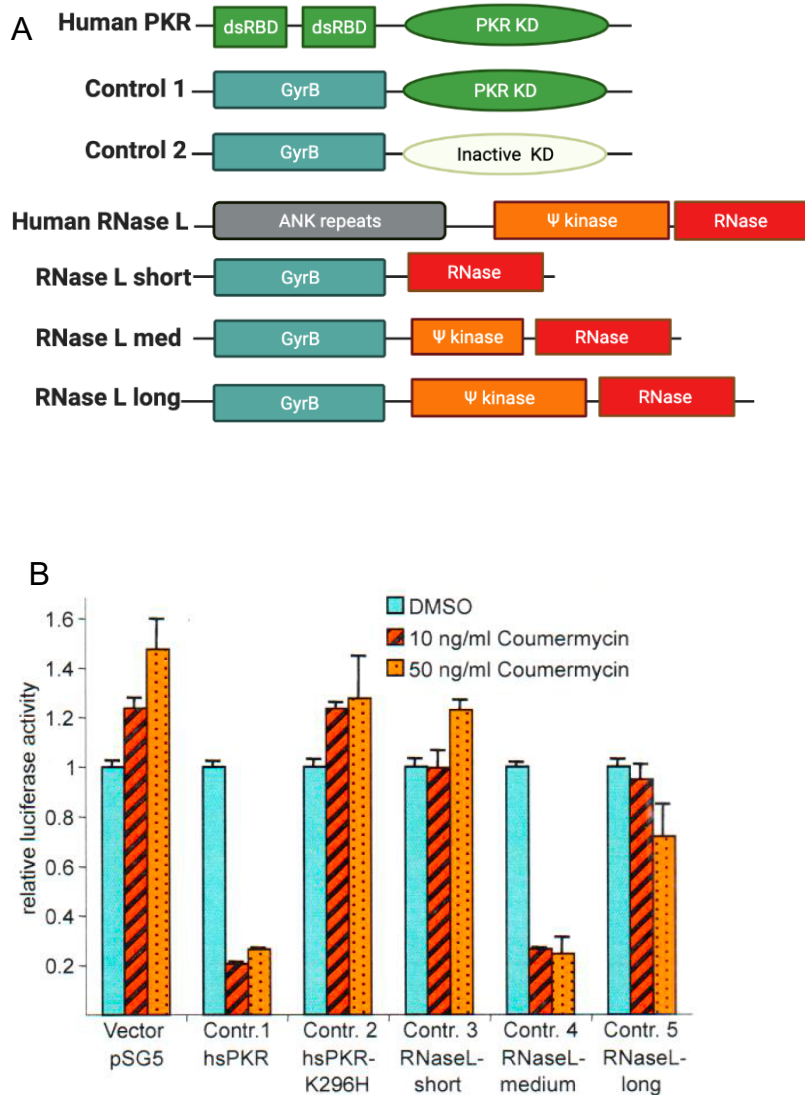 A
Human PKR
dsRBD
dsRBD
PKR KD
Control 1
GyrB
PKR KD
Control 2
GyrB
Inactive KD
Human RNase L
ANK repeats
Ψ kinase
RNase
RNase L short
GyrB
RNase
RNase L med
GyrB
Ψ kinase
RNase
RNase L long
GyrB
Ψ kinase
RNase
B
relative luciferase activity
1.6
1.4
1.2
1
0.8
0.6
0.4
0.2
DMSO
10 ng/ml Coumermycin
50 ng/ml Coumermycin
Vector
pSG5
Contr.1
hsPKR
Contr. 2
hsPKR-
K296H
Contr. 3
RNaseL-
short
Contr. 4
RNaseL-
medium
Contr. 5
RNaseL-
long